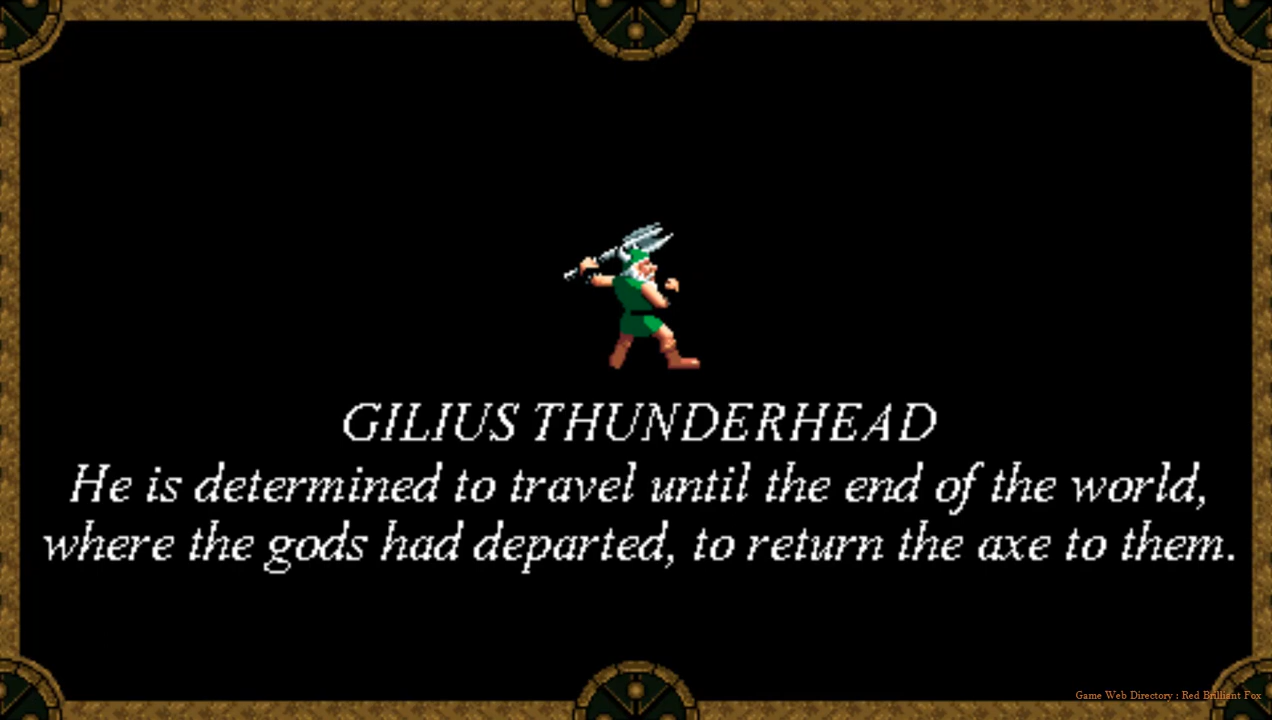 GILIUS THUNDERHEAD
He is determined to travel until the end of the world,
where the gods had departed, to return the axe to them.
Game Web Directory : Red Brilliant Fox